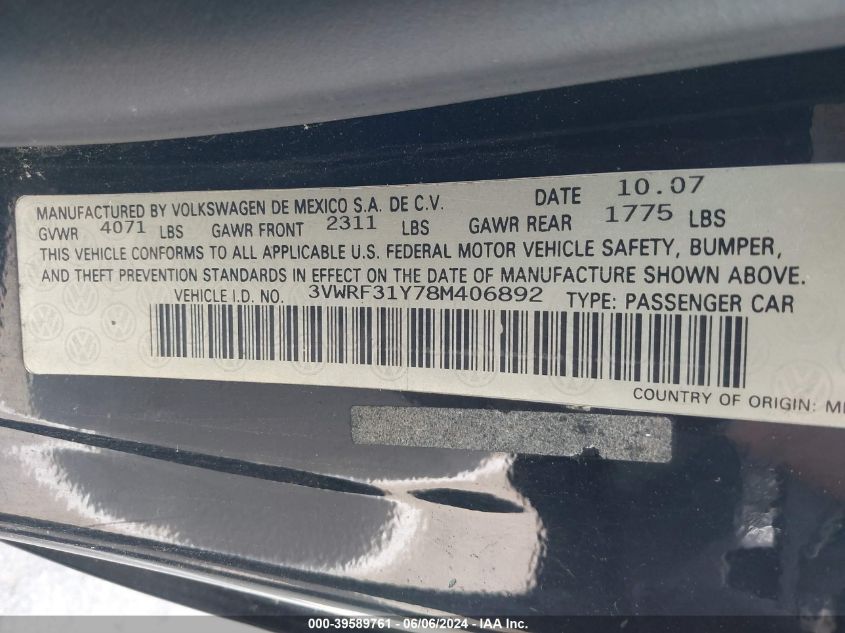 MANUFACTURED BY VOLKSWAGEN DE MEXICO S.A. DE C.V. DATE 10.07
GVWR 4071 LBS GAWR FRONT 2311 LBS GAWR REAR 1775 LBS
THIS VEHICLE CONFORMS TO ALL APPLICABLE U.S. FEDERAL MOTOR VEHICLE SAFETY, BUMPER,
AND THEFT PREVENTION STANDARDS IN EFFECT ON THE DATE OF MANUFACTURE SHOWN ABOVE.
VEHICLE I.D. NO. 3VWRF31Y78M406892 TYPE: PASSENGER CAR
COUNTRY OF ORIGIN:
000-39589761 - 06/06/2024 - IAA, Inc.